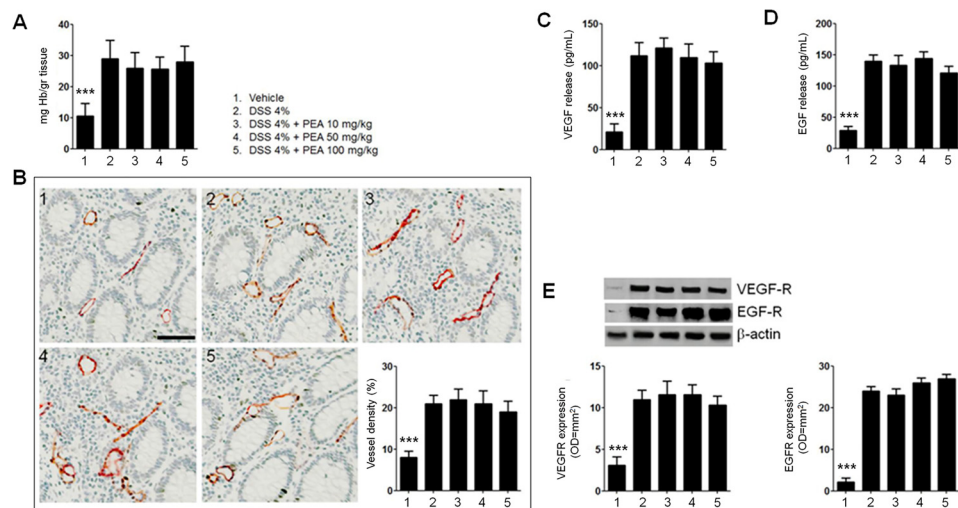 A
mg Hb/gr tissue
40
30
20
10
0
***
1 2 3 4 5
1. Vehicle
2. DSS 4%
3. DSS 4% + PEA 10 mg/kg
4. DSS 4% + PEA 50 mg/kg
5. DSS 4% + PEA 100 mg/kg
C
VEGF release (pg/mL)
150
100
50
0
***
1 2 3 4 5
D
EGF release (pg/mL)
200
150
100
50
0
***
1 2 3 4 5
B
1
2
3
4
5
Vessel density (%)
30
20
10
0
***
1 2 3 4 5
E
VEGF-R
EGF-R
β-actin
VEGFR expression
(OD=mm²)
15
10
5
0
***
1 2 3 4 5
EGFR expression
(OD=mm²)
30
20
10
0
***
1 2 3 4 5